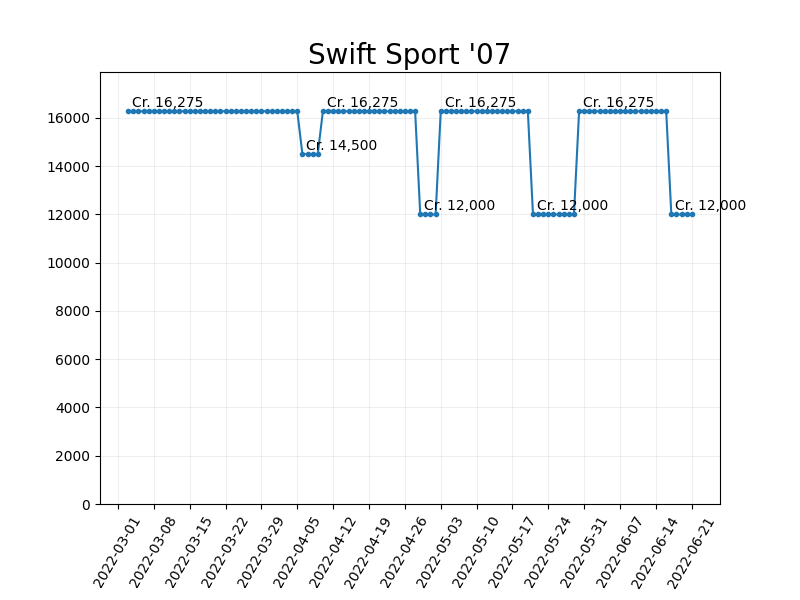 Swift Sport '07
Cr. 16,275
Cr. 16,275
Cr. 16,275
Cr. 16,275
Cr. 14,500
Cr. 12,000
Cr. 12,000
Cr. 12,000
16000
14000
12000
10000
8000
6000
4000
2000
0
2022-03-01
2022-03-08
2022-03-15
2022-03-22
2022-03-29
2022-04-05
2022-04-12
2022-04-19
2022-04-26
2022-05-03
2022-05-10
2022-05-17
2022-05-24
2022-05-31
2022-06-07
2022-06-14
2022-06-21